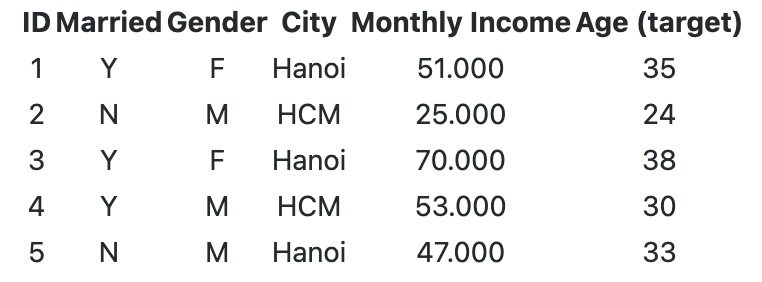 ID Married Gender City Monthly Income Age (target)
1 Y F Hanoi 51.000 35
2 N M HCM 25.000 24
3 Y F Hanoi 70.000 38
4 Y M HCM 53.000 30
5 N M Hanoi 47.000 33